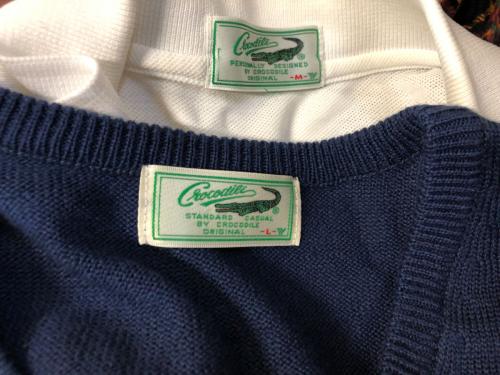 Crocodile
®
PERSONALLY DESIGNED
BY CROCODILE
ORIGINAL -M-
Crocodile
®
STANDARD CASUAL
BY CROCODILE
ORIGINAL -L-